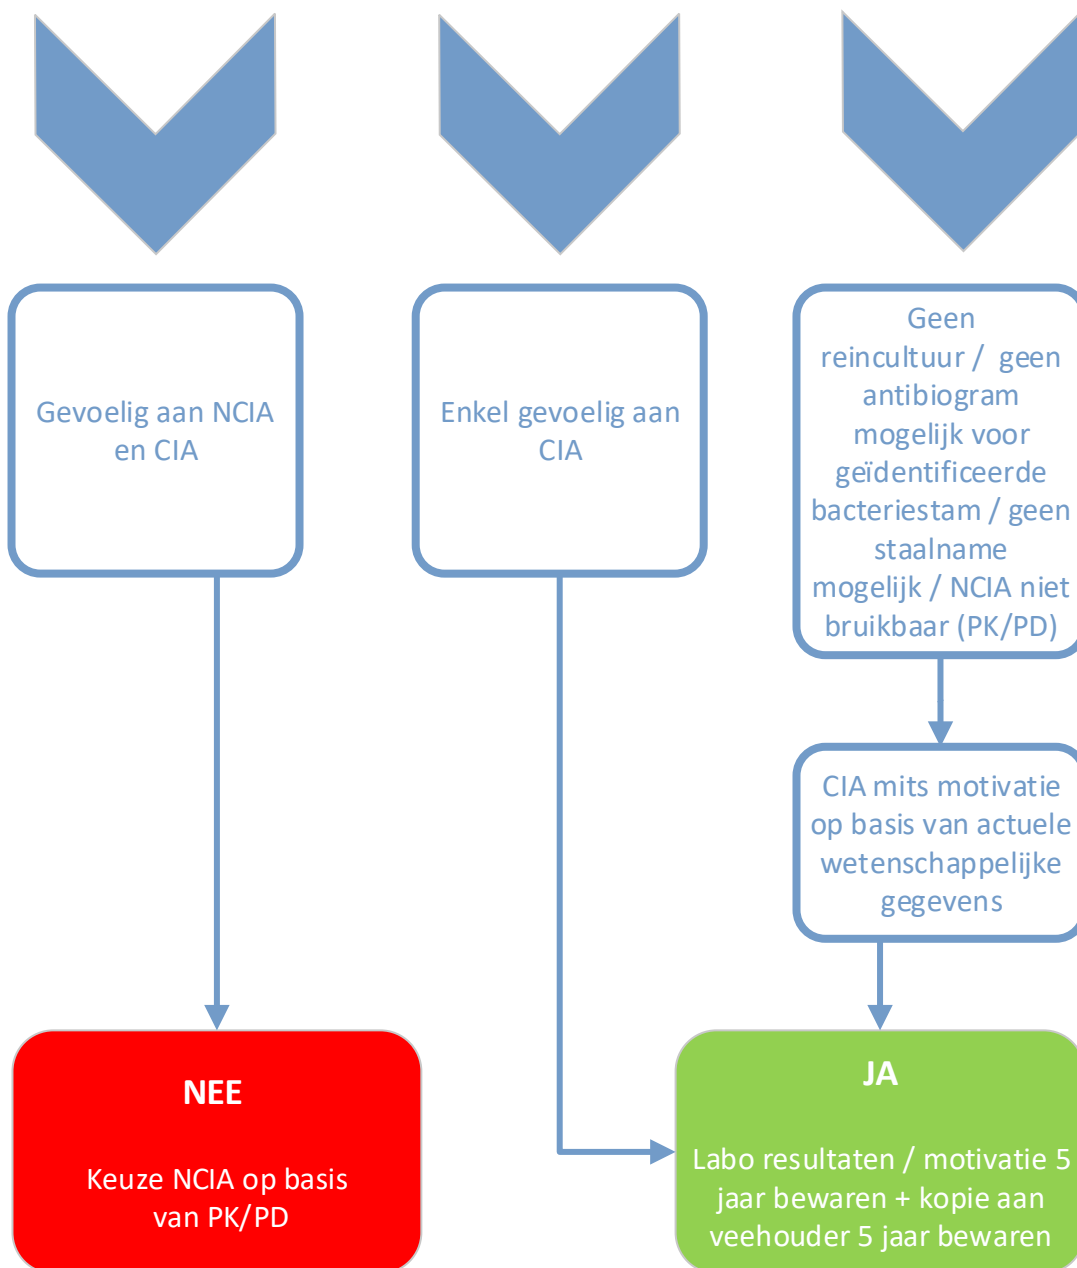 Gevoelig aan NCIA
en CIA
Enkel gevoelig aan
CIA
Geen
reincultuur / geen
antibiogram
mogelijk voor
geïdentificeerde
bacteriestam / geen
staalname
mogelijk / NCIA niet
bruikbaar (PK/PD)
CIA mits motivatie
op basis van actuele
wetenschappelijke
gegevens
NEE
Keuze NCIA op basis
van PK/PD
JA
Labo resultaten / motivatie 5
jaar bewaren + kopie aan
veehouder 5 jaar bewaren